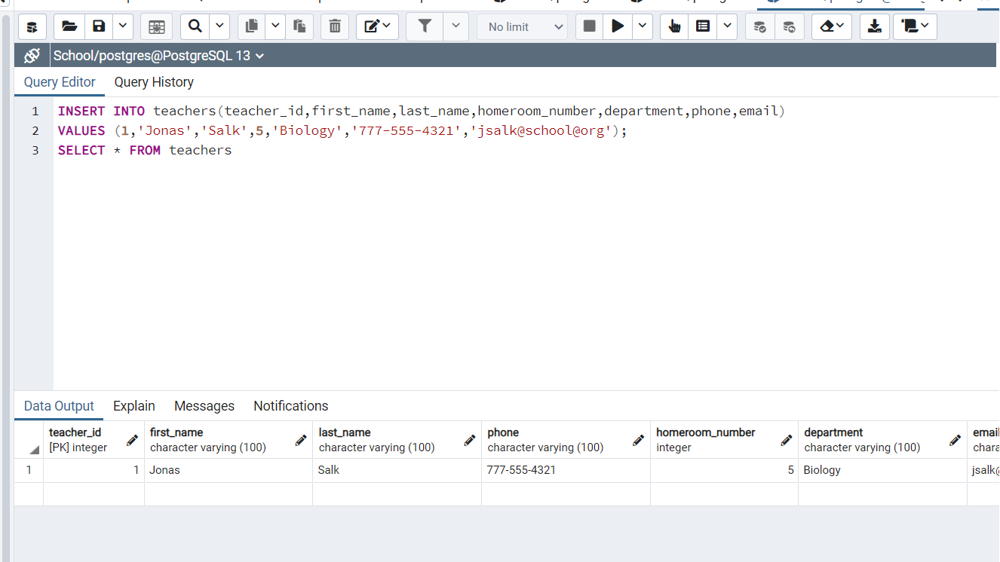 No limit
School/postgres@PostgreSQL 13
Query Editor Query History
1 INSERT INTO teachers(teacher_id,first_name,last_name,homeroom_number,department,phone,email)
2 VALUES (1,'Jonas','Salk',5,'Biology','777-555-4321','jsalk@school@org');
3 SELECT * FROM teachers
Data Output Explain Messages Notifications
teacher_id first_name last_name phone homeroom_number department email
[PK] integer character varying (100) character varying (100) character varying (100) integer character varying (100) chara
1 1 Jonas Salk 777-555-4321 5 Biology jsalk@